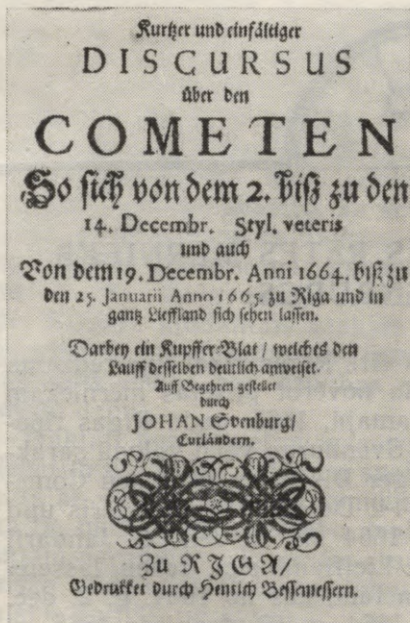 Kurtzer und einfältiger
DISCURSUS
über den
COMETEN
So sich von dem 2. biß zu den
14. Decembr. Styl. veteris
und auch
Von dem 19. Decembr. Anni 1664. biß zu
den 25. Januarii Anno 1665. zu Riga und in
gantz Lieffland sich sehen lassen.
Darbey ein Kupffer-Blat / welches den
Lauff desselben deutlich anweiset.
Auff Begehren gestellet
durch
JOHAN Svenburg/
Curländern.
Zu RIGA/
Gedrukket durch Henrich Bessemessern.